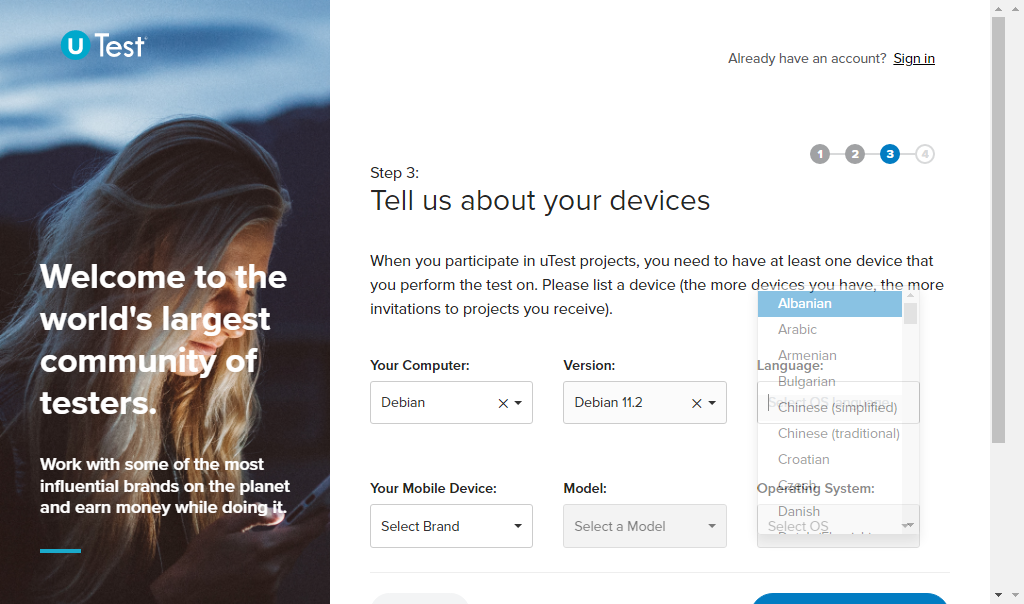 U Test
Already have an account? Sign in
1 2 3 4
Step 3:
Tell us about your devices
Welcome to the
world's largest
community of
testers.
Work with some of the most
influential brands on the planet
and earn money while doing it.
When you participate in uTest projects, you need to have at least one device that
you perform the test on. Please list a device (the more devices you have, the more
invitations to projects you receive).
Your Computer:
Debian
Version:
Debian 11.2
Language:
Select OS language
Albanian
Arabic
Armenian
Bulgarian
Chinese (simplified)
Chinese (traditional)
Croatian
Czech
Danish
Your Mobile Device:
Select Brand
Model:
Select a Model
Operating System:
Select OS